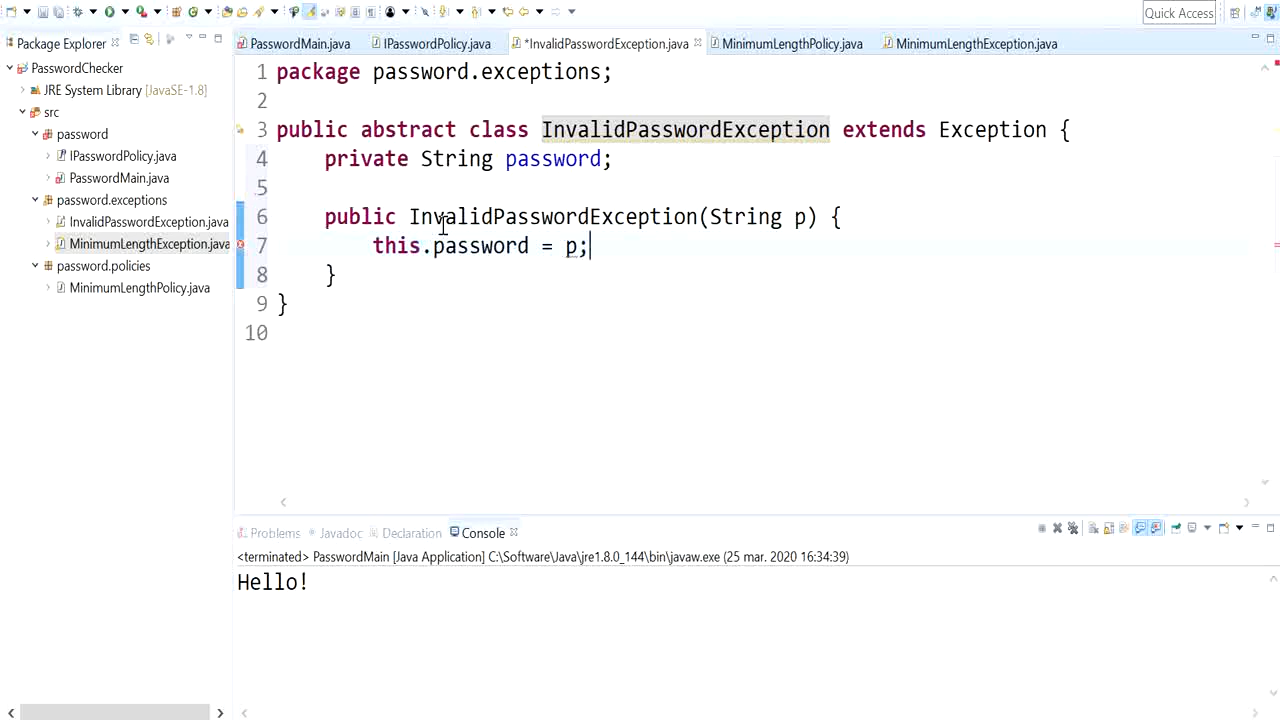 Quick Access
Package Explorer
PasswordChecker
JRE System Library [JavaSE-1.8]
src
password
IPasswordPolicy.java
PasswordMain.java
password.exceptions
InvalidPasswordException.java
MinimumLengthException.java
password.policies
MinimumLengthPolicy.java
PasswordMain.java
IPasswordPolicy.java
*InvalidPasswordException.java
MinimumLengthPolicy.java
MinimumLengthException.java
1 package password.exceptions;
2
3 public abstract class InvalidPasswordException extends Exception {
4 private String password;
5
6 public InvalidPasswordException(String p) {
7 this.password = p;
8 }
9 }
10
Problems Javadoc Declaration Console
<terminated> PasswordMain [Java Application] C:\Software\Java\jre1.8.0_144\bin\javaw.exe (25 mar. 2020 16:34:39)
Hello!